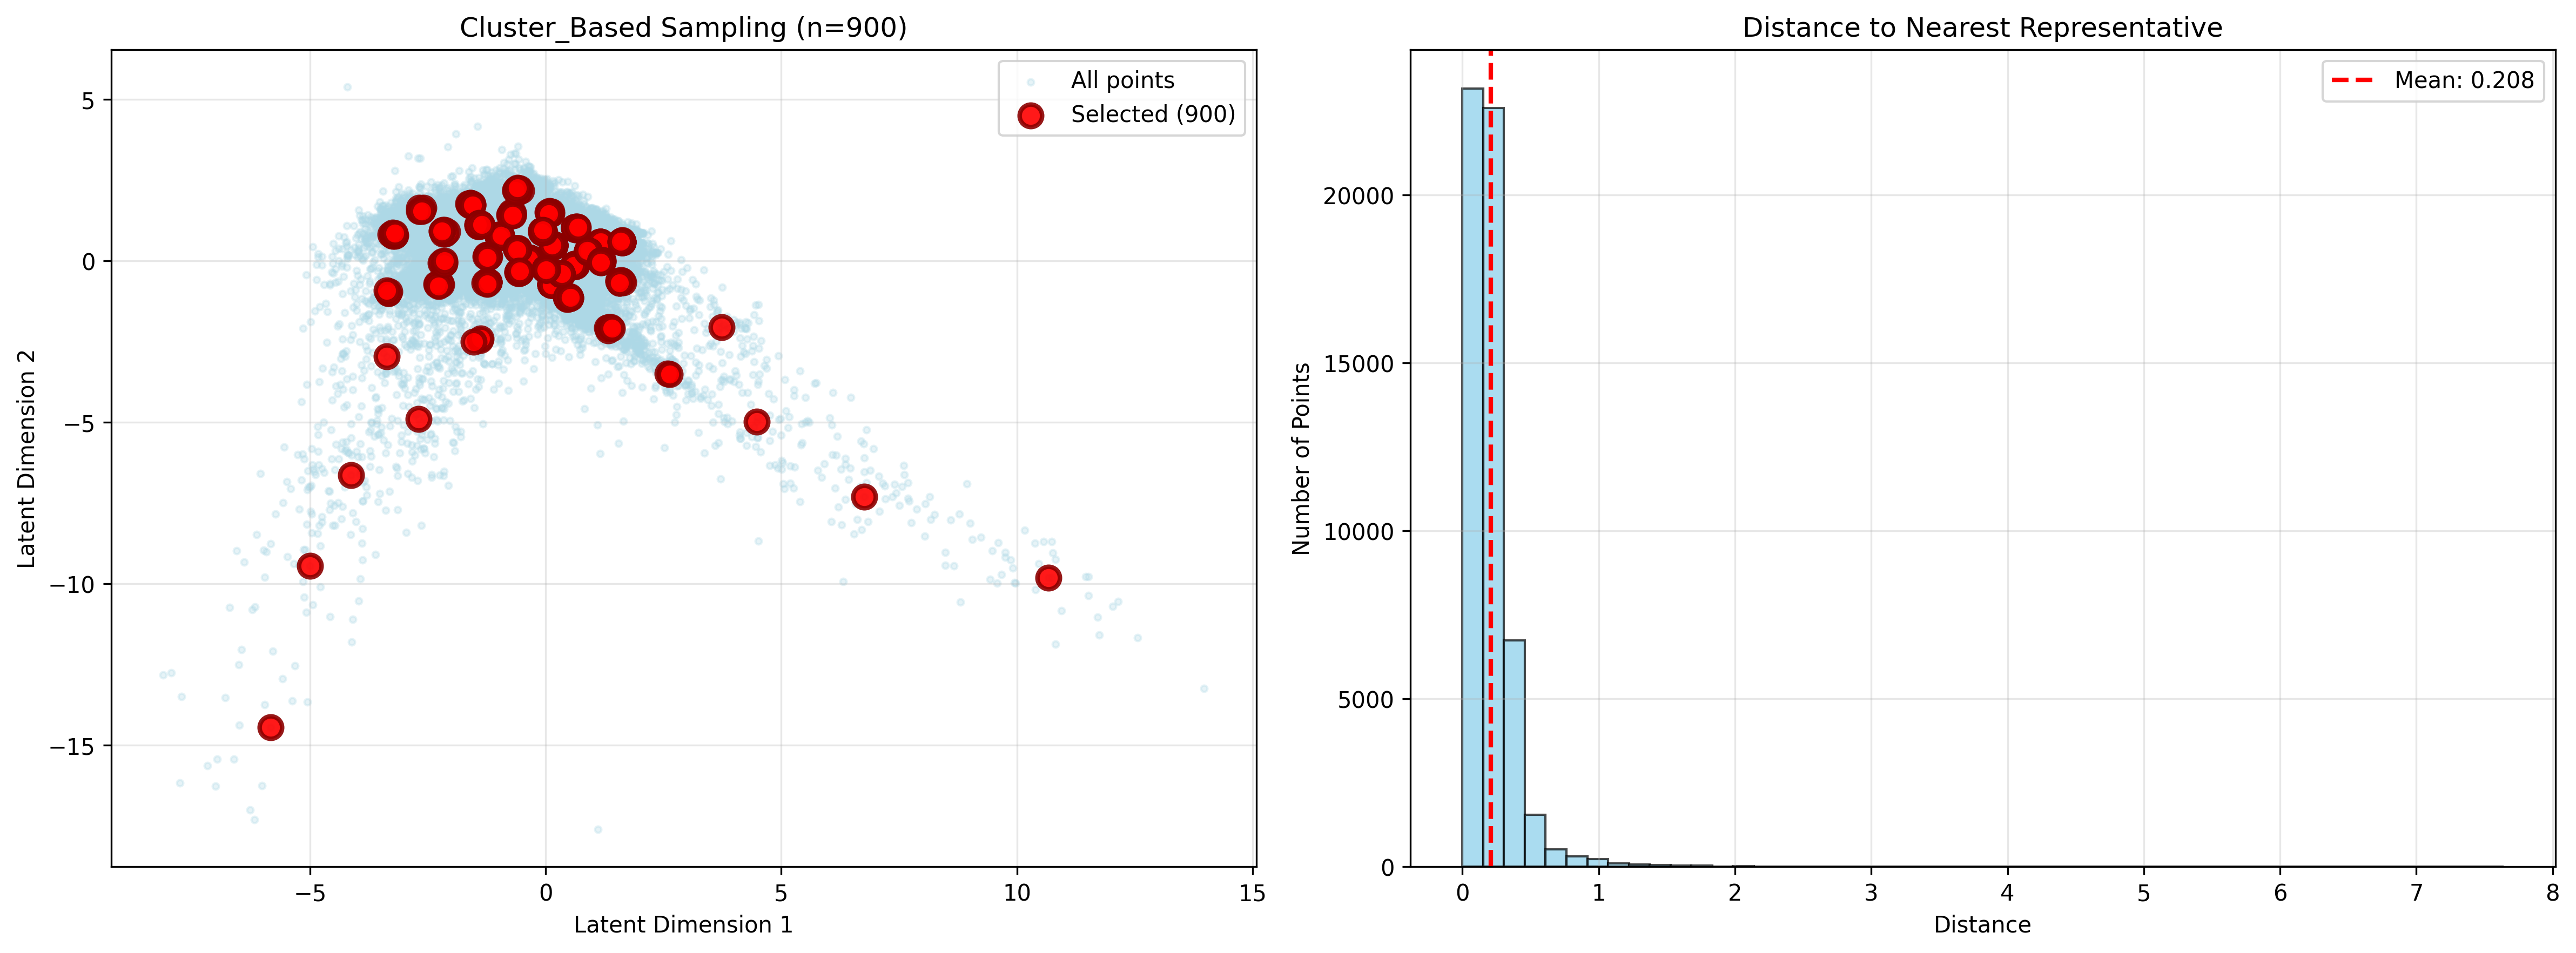 Cluster_Based Sampling (n=900)
All points
Selected (900)
5
0
−5
−10
−15
Latent Dimension 2
−5
0
5
10
15
Latent Dimension 1
Distance to Nearest Representative
Mean: 0.208
20000
15000
10000
5000
0
Number of Points
0
1
2
3
4
5
6
7
8
Distance